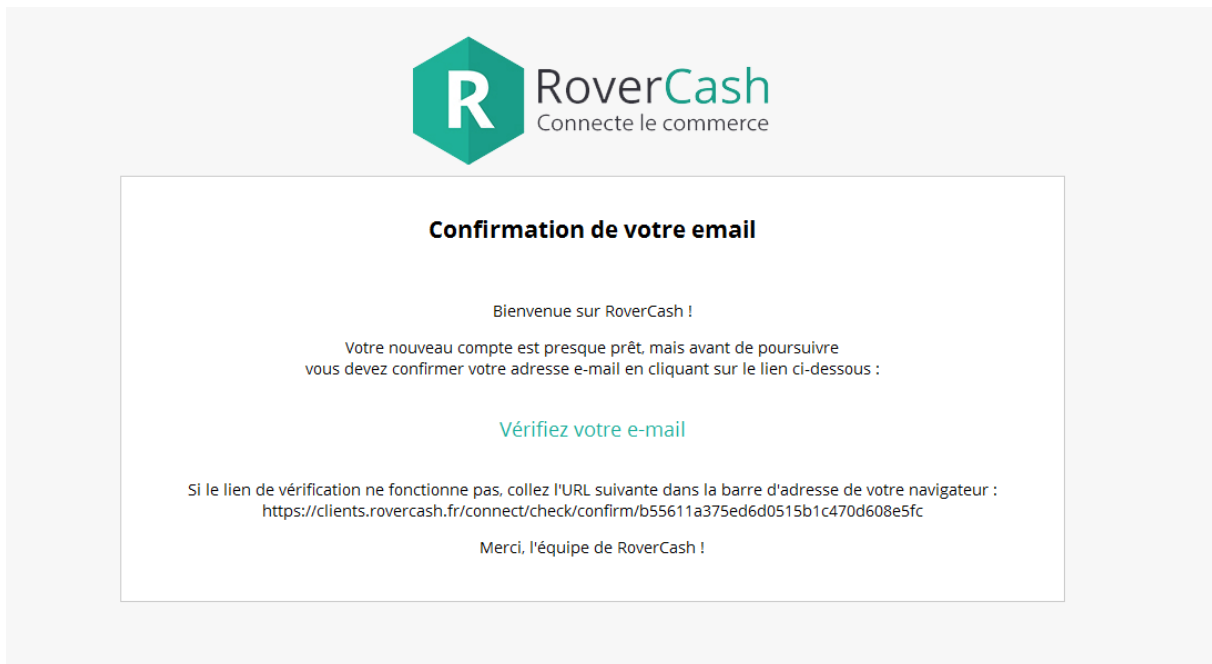 R
RoverCash
Connecte le commerce
Confirmation de votre email
Bienvenue sur RoverCash !
Votre nouveau compte est presque prêt, mais avant de poursuivre
vous devez confirmer votre adresse e-mail en cliquant sur le lien ci-dessous :
Vérifiez votre e-mail
Si le lien de vérification ne fonctionne pas, collez l'URL suivante dans la barre d'adresse de votre navigateur :
https://clients.rovercash.fr/connect/check/confirm/b55611a375ed6d0515b1c470d608e5fc
Merci, l'équipe de RoverCash !